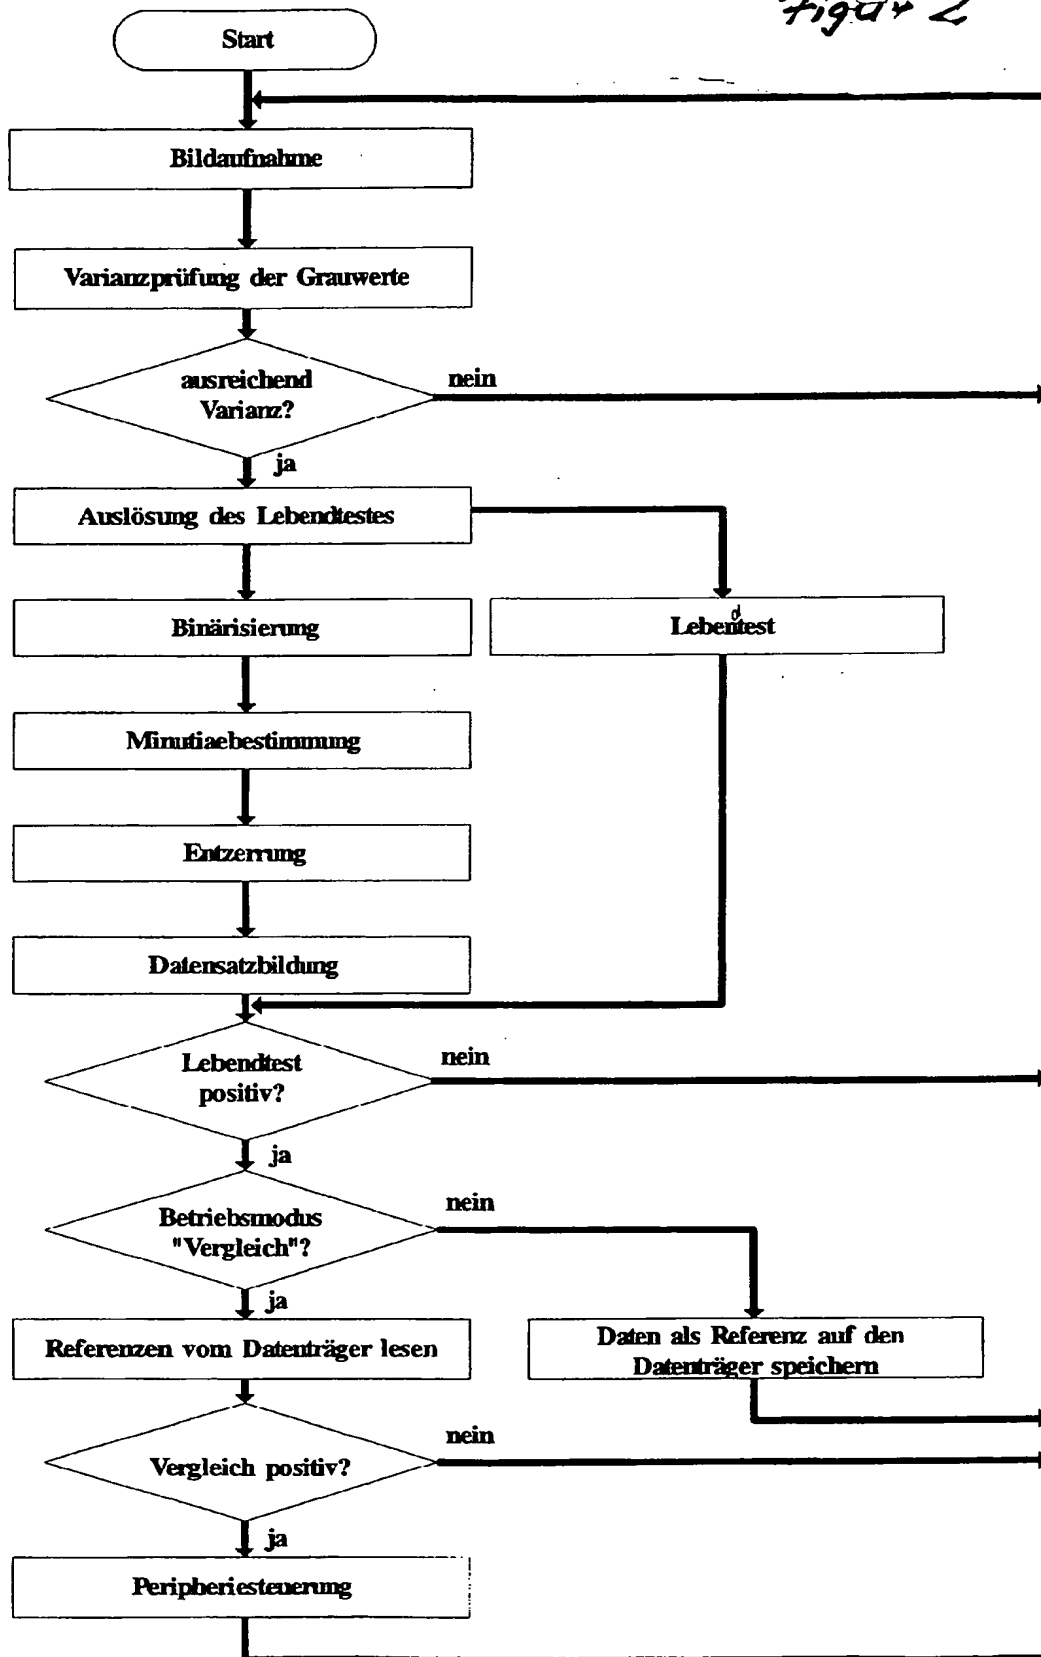 Figur 2
Start
Bildaufnahme
Varianzprüfung der Grauwerte
ausreichend
Varianz?
nein
ja
Auslösung des Lebendtestes
Binärisierung
Lebendtest
Minutiaebestimmung
Entzerrung
Datensatzbildung
Lebendtest
positiv?
nein
ja
Betriebsmodus
"Vergleich"?
nein
ja
Referenzen vom Datenträger lesen
Daten als Referenz auf den
Datenträger speichern
Vergleich positiv?
nein
ja
Peripheriesteuerung